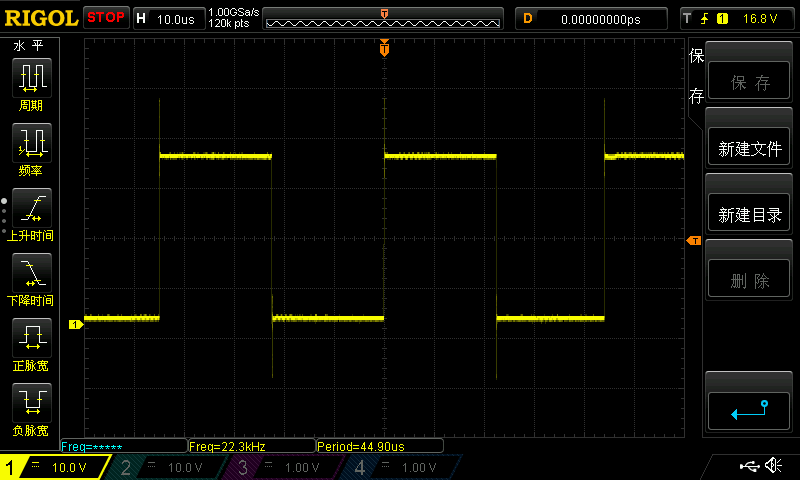 RIGOL STOP H 10.0us 1.00GSa/s 120k pts T D 0.00000000ps T 1 16.8 V
水 平
周期
频率
上升时间
下降时间
正脉宽
负脉宽
T
T
1
保存
保 存
新建文件
新建目录
删 除
Freq=***** Freq=22.3kHz Period=44.90us
1 10.0 V 2 10.0 V 3 1.00 V 4 1.00 V